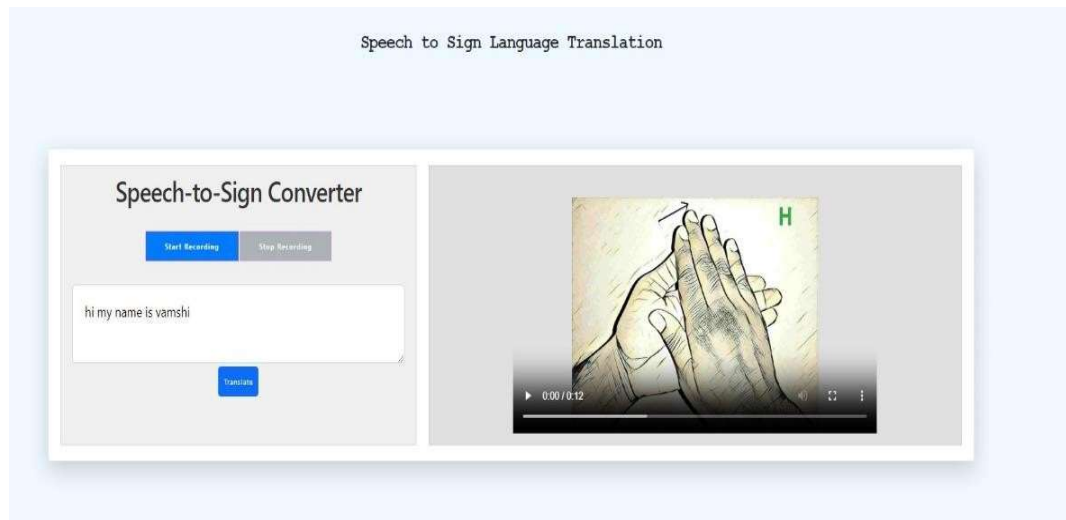 Speech to Sign Language Translation
Speech-to-Sign Converter
Start Recording
Stop Recording
hi my name is vamshi
Translate
H
0:00 / 0:12